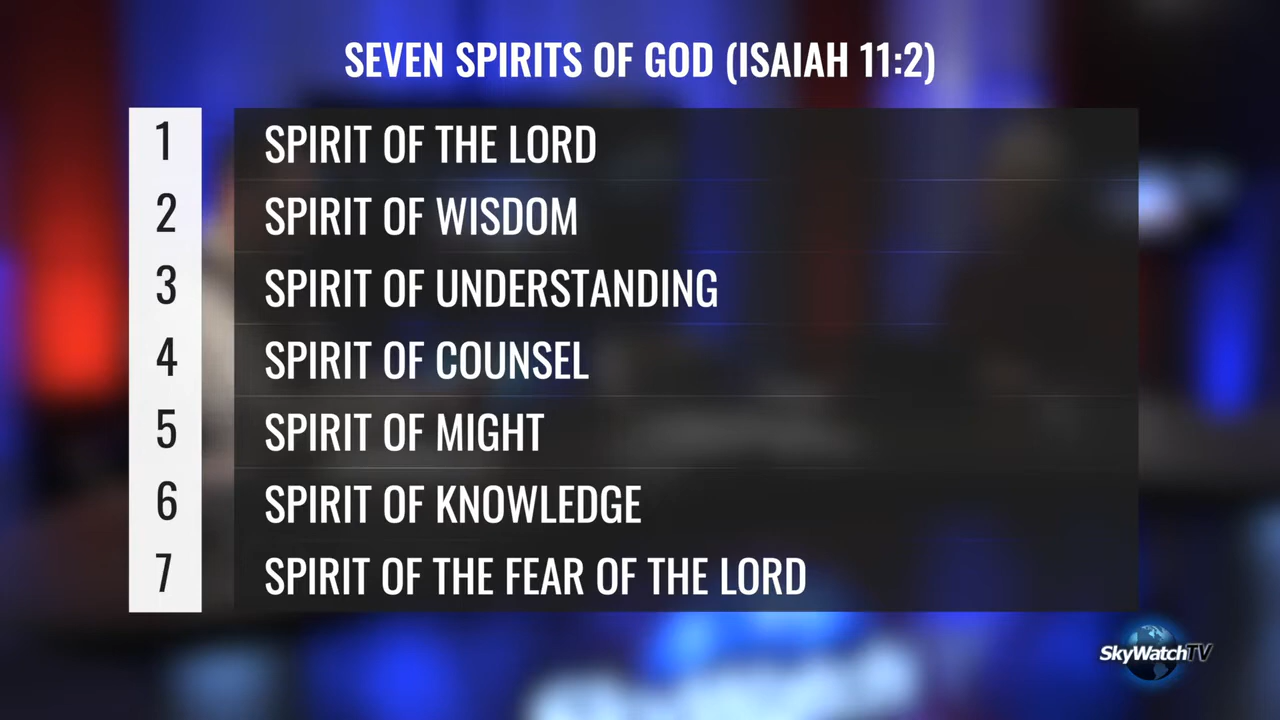 SEVEN SPIRITS OF GOD (ISAIAH 11:2)
1 SPIRIT OF THE LORD
2 SPIRIT OF WISDOM
3 SPIRIT OF UNDERSTANDING
4 SPIRIT OF COUNSEL
5 SPIRIT OF MIGHT
6 SPIRIT OF KNOWLEDGE
7 SPIRIT OF THE FEAR OF THE LORD
SkyWatchTV